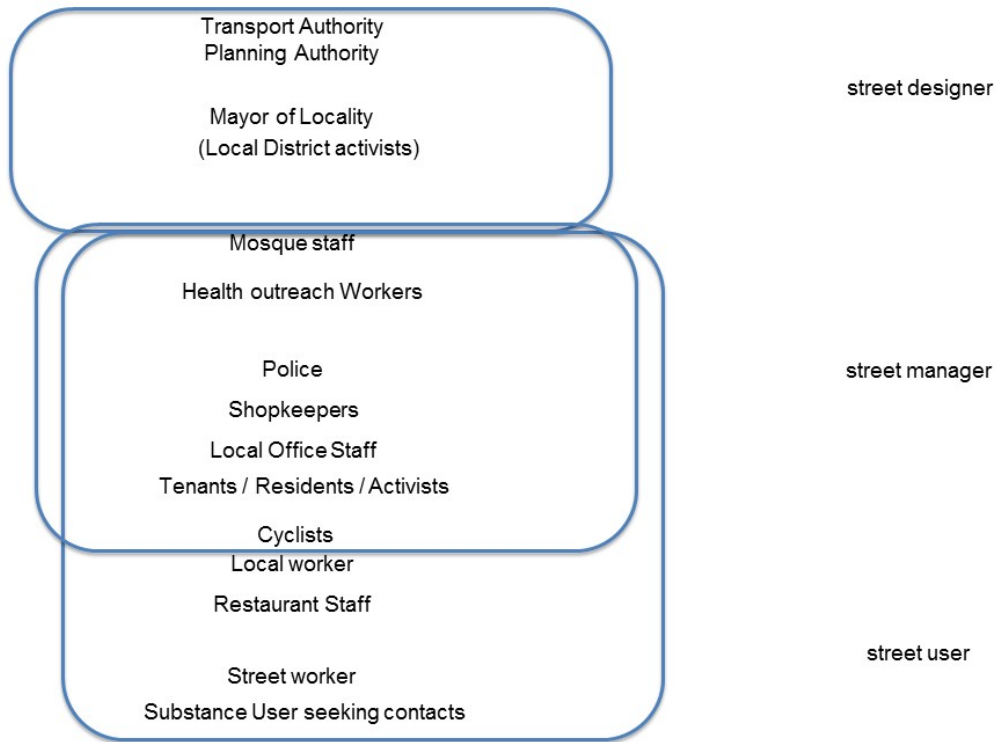 Transport Authority
Planning Authority
street designer
Mayor of Locality
(Local District activists)
Mosque staff
Health outreach Workers
Police
street manager
Shopkeepers
Local Office Staff
Tenants / Residents / Activists
Cyclists
Local worker
Restaurant Staff
street user
Street worker
Substance User seeking contacts